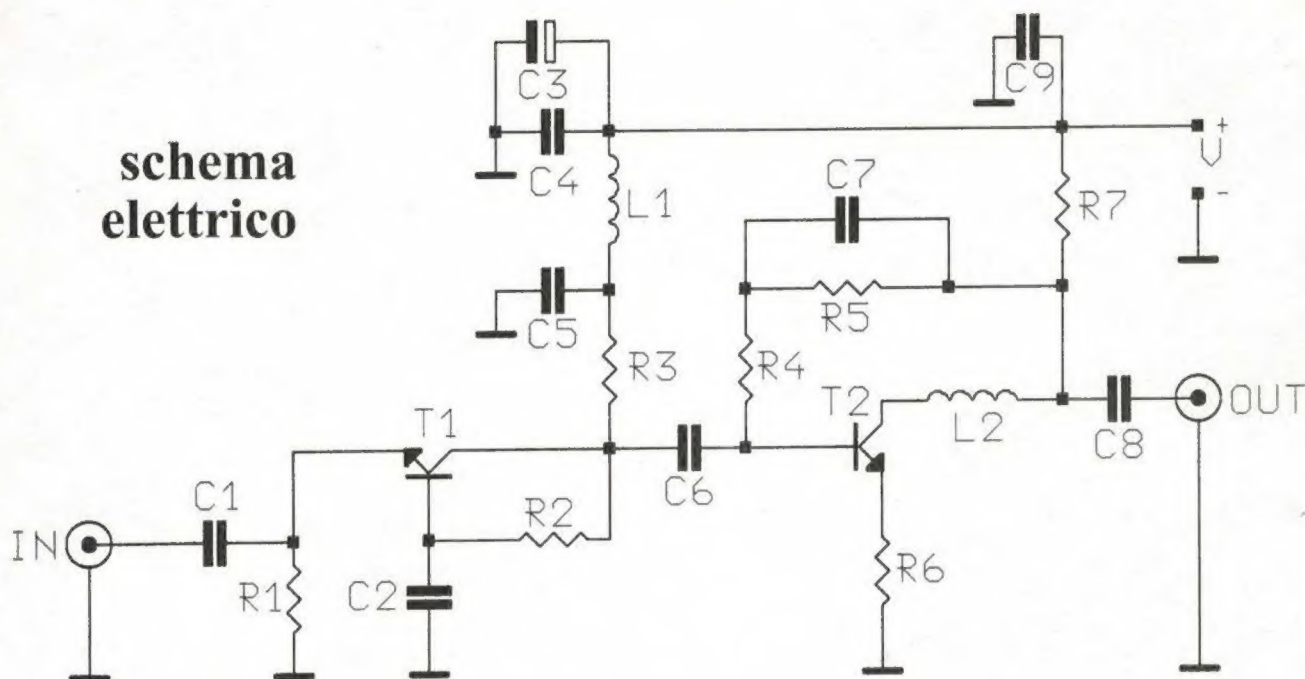 schema
elettrico
C3
C9
C4
L1
+
V
-
C7
R7
C5
R5
R3
R4
T2
OUT
L2
C8
T1
C6
C1
R2
IN
R1
C2
R6